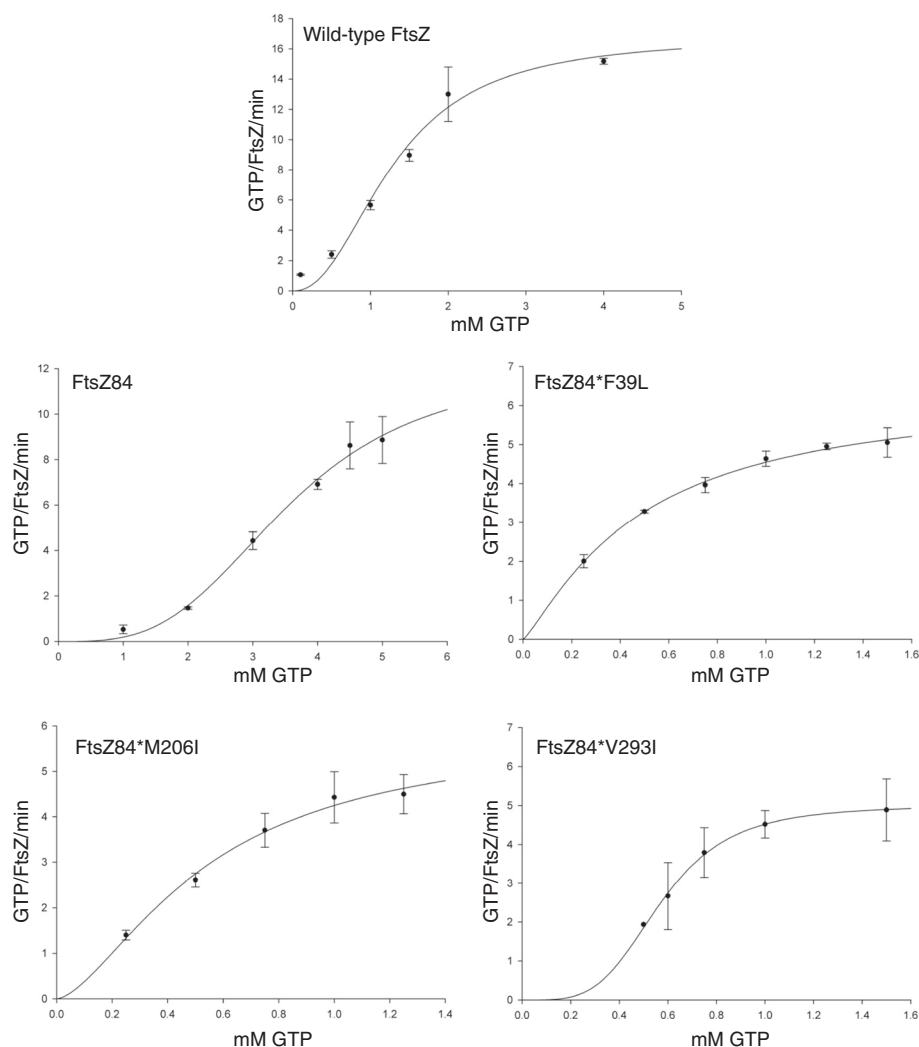 Wild-type FtsZ
18
16
14
12
10
8
6
4
2
0
GTP/FtsZ/min
0 1 2 3 4 5
mM GTP
FtsZ84
12
10
8
6
4
2
0
GTP/FtsZ/min
0 1 2 3 4 5 6
mM GTP
FtsZ84*F39L
7
6
5
4
3
2
1
0
GTP/FtsZ/min
0.0 0.2 0.4 0.6 0.8 1.0 1.2 1.4 1.6
mM GTP
FtsZ84*M206I
6
5
4
3
2
1
0
GTP/FtsZ/min
0.0 0.2 0.4 0.6 0.8 1.0 1.2 1.4
mM GTP
FtsZ84*V293I
7
6
5
4
3
2
1
0
GTP/FtsZ/min
0.0 0.2 0.4 0.6 0.8 1.0 1.2 1.4 1.6
mM GTP